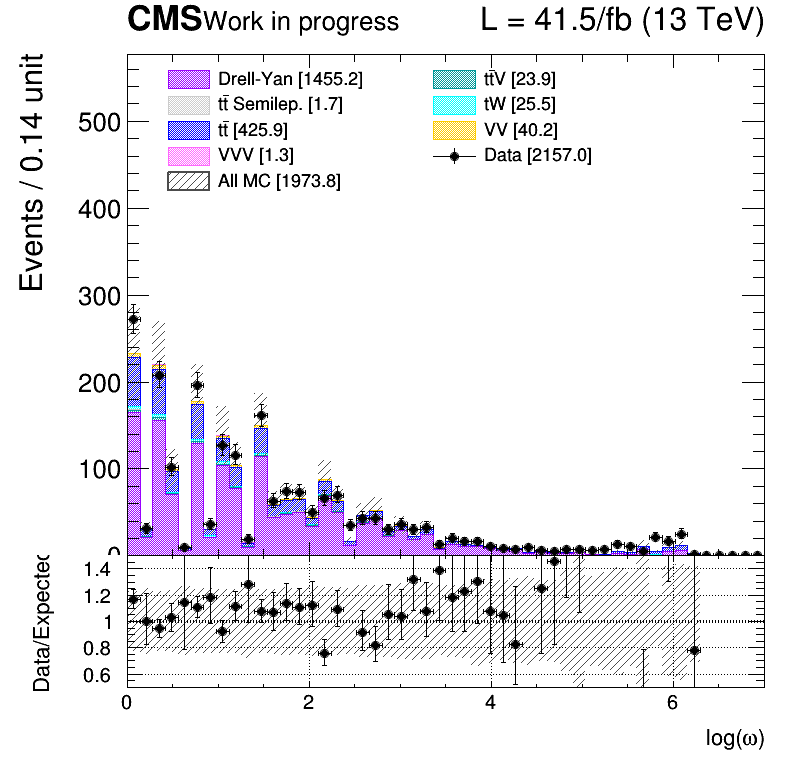 CMS Work in progress L = 41.5/fb (13 TeV)
Events / 0.14 unit
Drell-Yan [1455.2]
tt̄ Semilep. [1.7]
tt̄ [425.9]
VVV [1.3]
All MC [1973.8]
tt̄V [23.9]
tW [25.5]
VV [40.2]
Data [2157.0]
500
400
300
200
100
0
Data/Expected
1.4
1.2
1
0.8
0.6
0 2 4 6
log(ω)